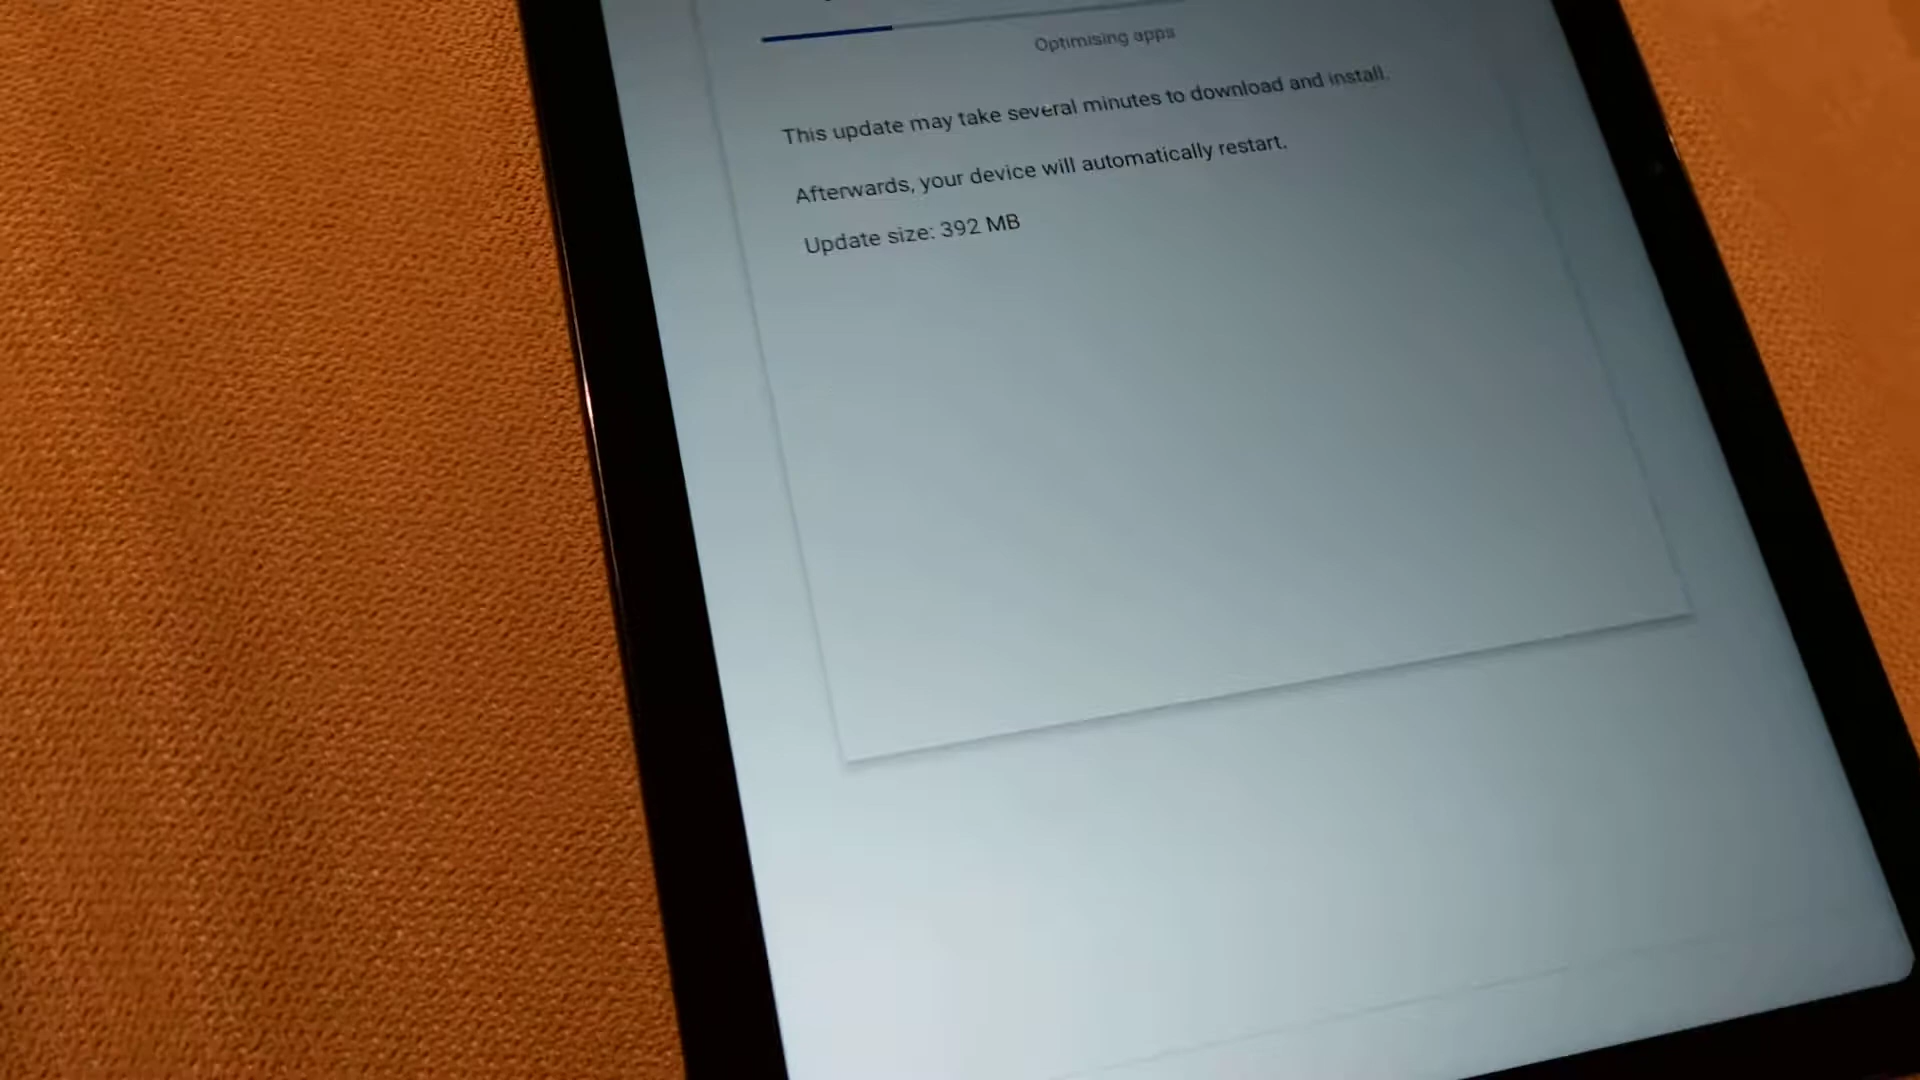 Optimising apps
This update may take several minutes to download and install.
Afterwards, your device will automatically restart.
Update size: 392 MB